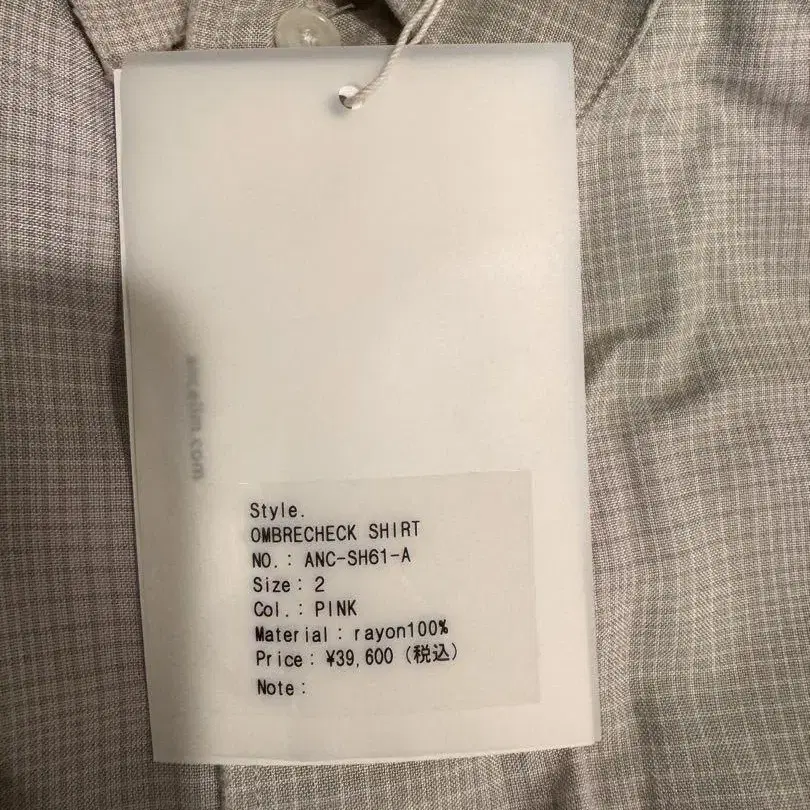 Style.
OMBRECHECK SHIRT
NO.: ANC-SH61-A
Size: 2
Col.: PINK
Material: rayon100%
Price: ¥39,600 (税込)
Note: